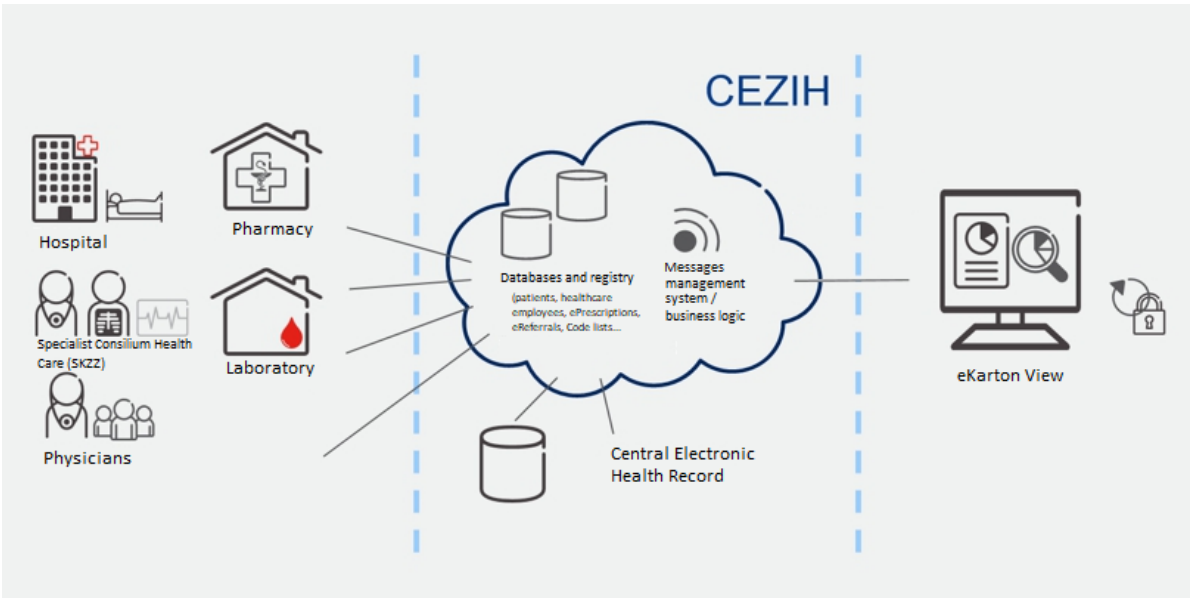 CEZIH
Hospital
Pharmacy
Specialist Consilium Health
Care (SKZZ)
Laboratory
Physicians
Databases and registry
(patients, healthcare
employees, ePrescriptions,
eReferrals, Code lists...
Messages
management
system /
business logic
Central Electronic
Health Record
eKarton View